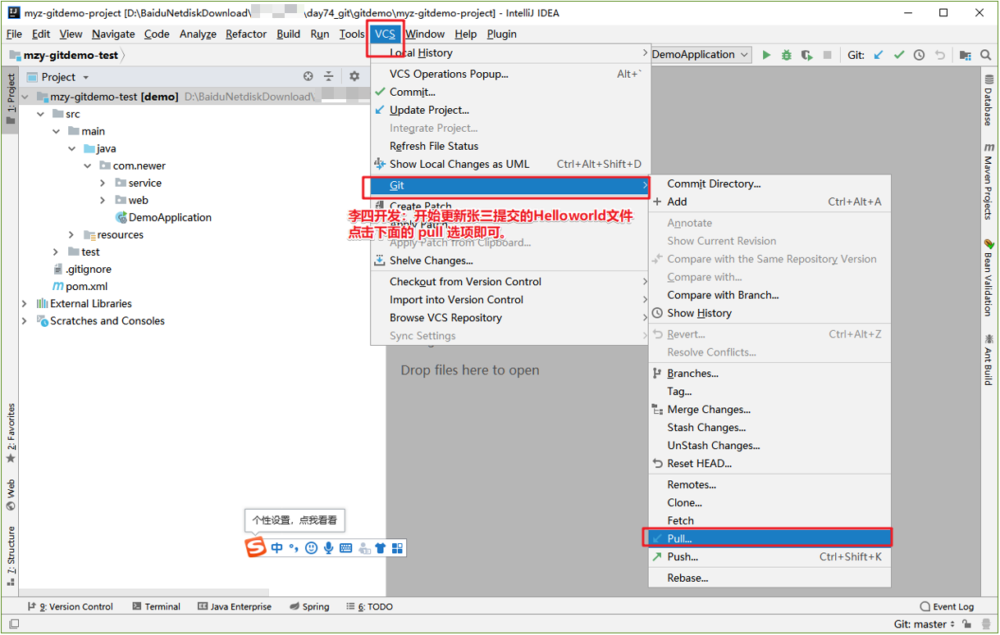 myz-gitdemo-project [D:\BaiduNetdiskDownload\ \day74_git\gitdemo\myz-gitdemo-project] - IntelliJ IDEA
File Edit View Navigate Code Analyze Refactor Build Run Tools VCS Window Help Plugin
mzy-gitdemo-test
DemoApplication
Git:
Project
mzy-gitdemo-test [demo] D:\BaiduNetdiskDownload\
src
main
java
com.newer
service
web
DemoApplication
resources
test
.gitignore
pom.xml
External Libraries
Scratches and Consoles
1: Project
2: Favorites
Web
7: Structure
Local History
VCS Operations Popup... Alt+`
Commit...
Update Project...
Integrate Project...
Refresh File Status
Show Local Changes as UML Ctrl+Alt+Shift+D
Git
Create Patch
李四开发：开始更新张三提交的Helloworld文件
点击下面的 pull 选项即可。
Apply Patch
Apply Patch from Clipboard...
Shelve Changes...
Checkout from Version Control
Import into Version Control
Browse VCS Repository
Sync Settings
Drop files here to open
Commit Directory...
Add Ctrl+Alt+A
Annotate
Show Current Revision
Compare with the Same Repository Version
Compare with...
Compare with Branch...
Show History
Revert... Ctrl+Alt+Z
Resolve Conflicts...
Branches...
Tag...
Merge Changes...
Stash Changes...
UnStash Changes...
Reset HEAD...
Remotes...
Clone...
Fetch
Pull...
Push... Ctrl+Shift+K
Rebase...
Database
Maven Projects
Bean Validation
Ant Build
个性设置，点我看看
S 中
9: Version Control Terminal Java Enterprise Spring 6: TODO Event Log
Git: master